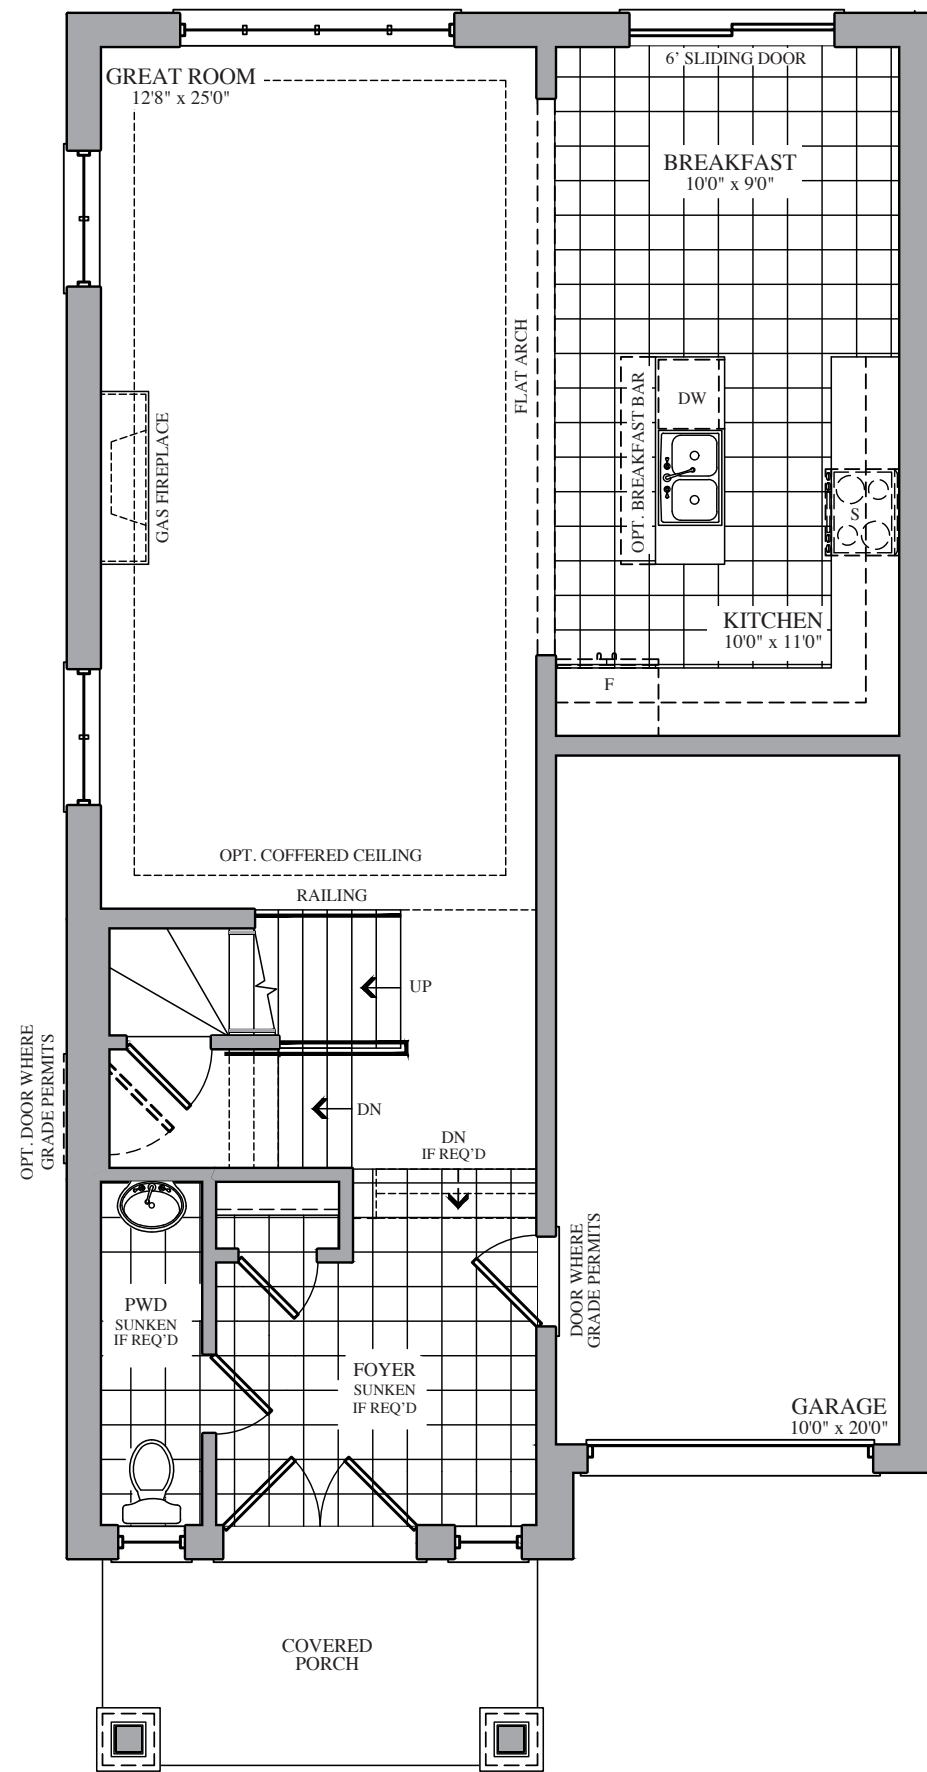 6’ SLIDING DOOR
GREAT ROOM
12'8" x 25'0"
BREAKFAST
10'0" x 9'0"
FLAT ARCH
OPT. BREAKFAST BAR
DW
GAS FIREPLACE
S
KITCHEN
10'0" x 11'0"
F
OPT. COFFERED CEILING
RAILING
UP
OPT. DOOR WHERE
GRADE PERMITS
DN
DN
IF REQ’D
DOOR WHERE
GRADE PERMITS
PWD
SUNKEN
IF REQ’D
FOYER
SUNKEN
IF REQ’D
GARAGE
10'0" x 20'0"
COVERED
PORCH